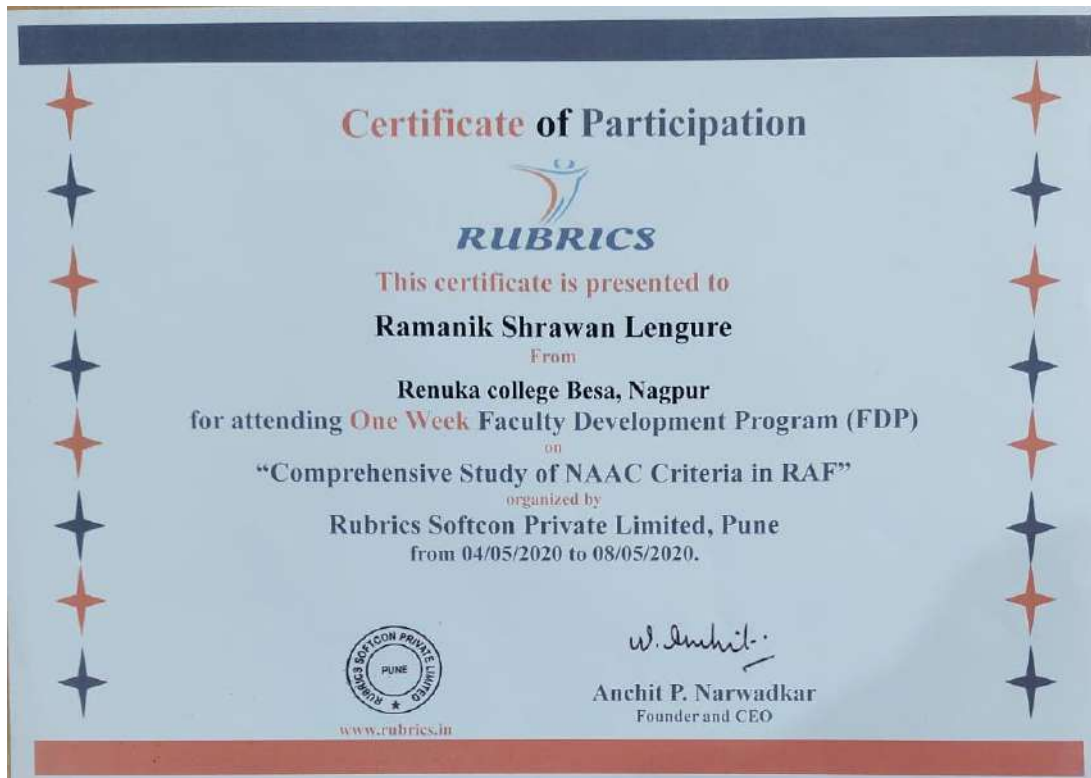 Certificate of Participation
RUBRICS
This certificate is presented to
Ramanik Shrawan Lengure
From
Renuka college Besa, Nagpur
for attending One Week Faculty Development Program (FDP)
on
“Comprehensive Study of NAAC Criteria in RAF”
organized by
Rubrics Softcon Private Limited, Pune
from 04/05/2020 to 08/05/2020.
RUBRICS SOFTCON PRIVATE LIMITED
PUNE
www.rubrics.in
Anchit P. Narwadkar
Founder and CEO